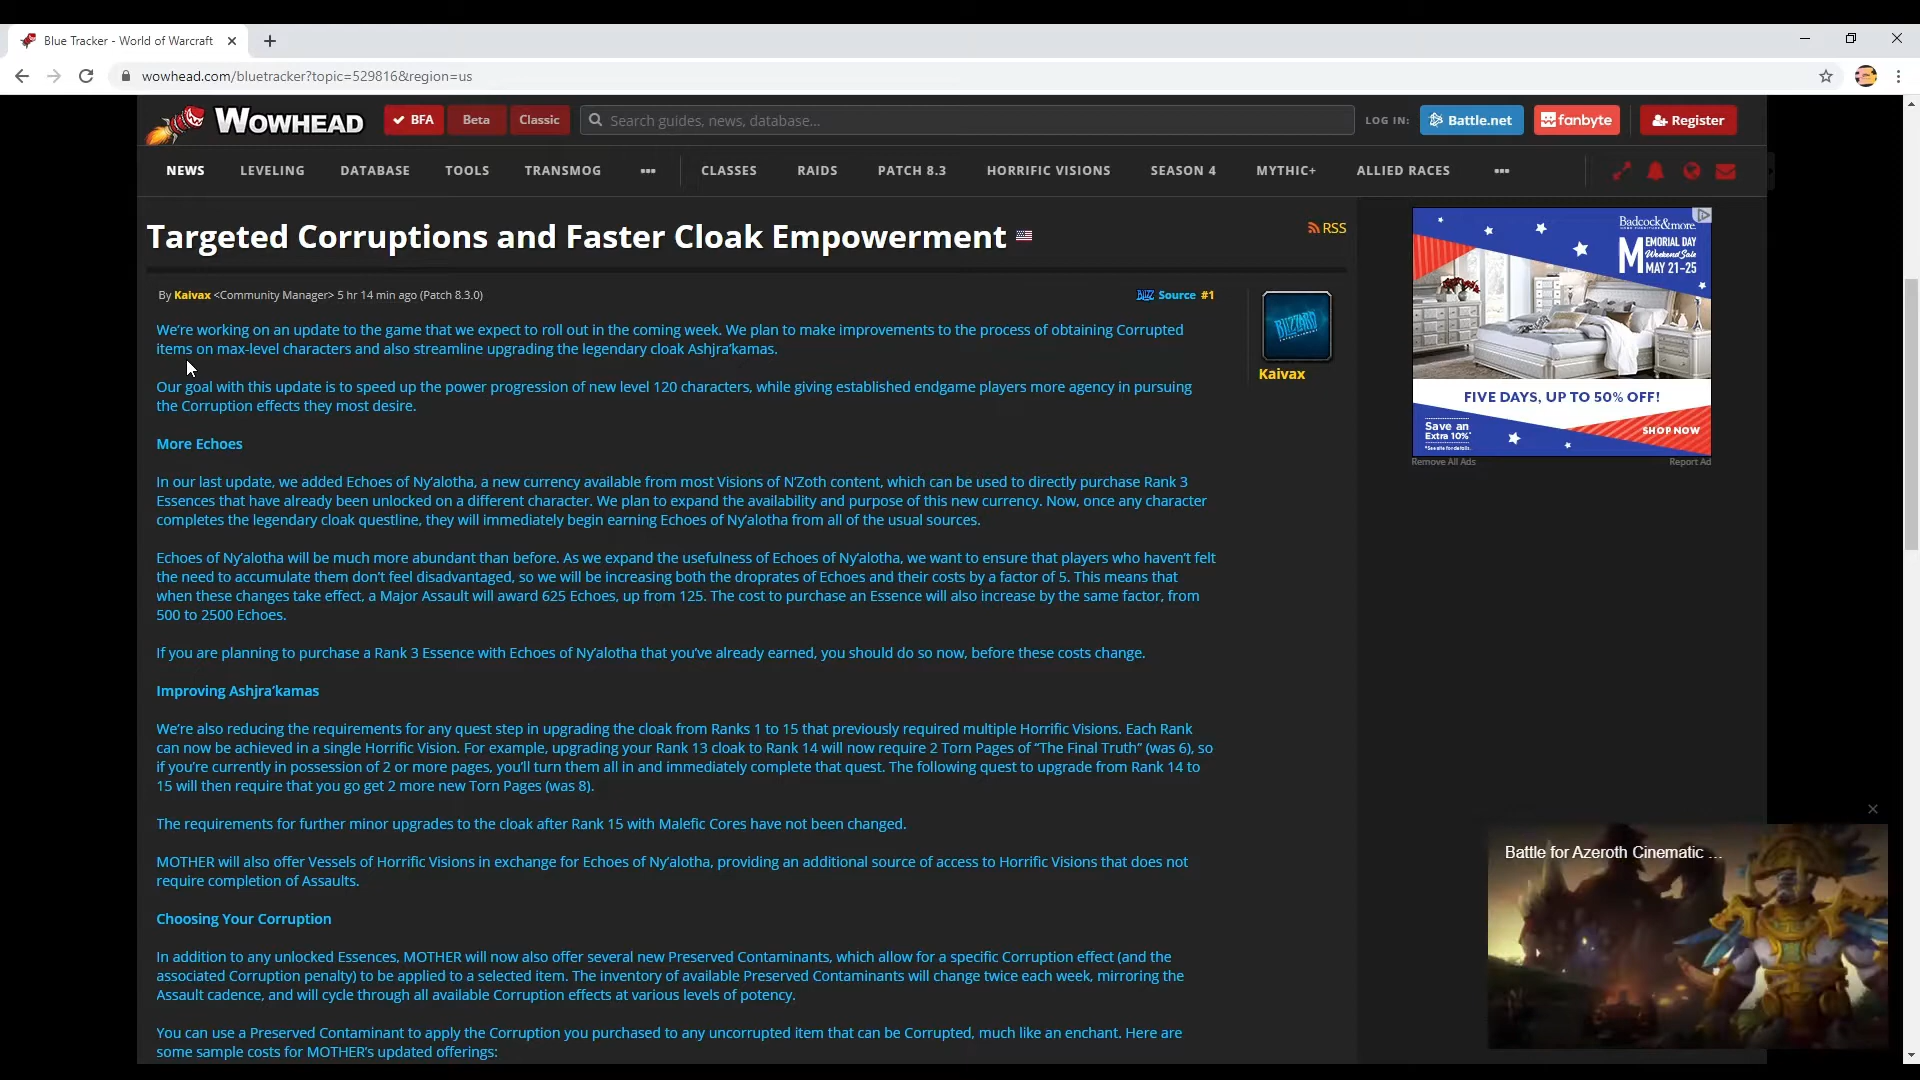 Blue Tracker - World of Warcraft
wowhead.com/bluetracker?topic=529816&region=us
WOWHEAD
BFA
Beta
Classic
Search guides, news, database...
LOG IN:
Battle.net
fanbyte
Register
NEWS
LEVELING
DATABASE
TOOLS
TRANSMOG
CLASSES
RAIDS
PATCH 8.3
HORRIFIC VISIONS
SEASON 4
MYTHIC+
ALLIED RACES
Targeted Corruptions and Faster Cloak Empowerment
RSS
By Kaivax <Community Manager> 5 hr 14 min ago (Patch 8.3.0)
BLIZ Source #1
We're working on an update to the game that we expect to roll out in the coming week. We plan to make improvements to the process of obtaining Corrupted
items on max-level characters and also streamline upgrading the legendary cloak Ashjra'kamas.
Our goal with this update is to speed up the power progression of new level 120 characters, while giving established endgame players more agency in pursuing
the Corruption effects they most desire.
More Echoes
In our last update, we added Echoes of Ny'alotha, a new currency available from most Visions of N'Zoth content, which can be used to directly purchase Rank 3
Essences that have already been unlocked on a different character. We plan to expand the availability and purpose of this new currency. Now, once any character
completes the legendary cloak questline, they will immediately begin earning Echoes of Ny'alotha from all of the usual sources.
Echoes of Ny'alotha will be much more abundant than before. As we expand the usefulness of Echoes of Ny'alotha, we want to ensure that players who haven't felt
the need to accumulate them don't feel disadvantaged, so we will be increasing both the droprates of Echoes and their costs by a factor of 5. This means that
when these changes take effect, a Major Assault will award 625 Echoes, up from 125. The cost to purchase an Essence will also increase by the same factor, from
500 to 2500 Echoes.
If you are planning to purchase a Rank 3 Essence with Echoes of Ny'alotha that you've already earned, you should do so now, before these costs change.
Improving Ashjra'kamas
We're also reducing the requirements for any quest step in upgrading the cloak from Ranks 1 to 15 that previously required multiple Horrific Visions. Each Rank
can now be achieved in a single Horrific Vision. For example, upgrading your Rank 13 cloak to Rank 14 will now require 2 Torn Pages of "The Final Truth" (was 6), so
if you're currently in possession of 2 or more pages, you'll turn them all in and immediately complete that quest. The following quest to upgrade from Rank 14 to
15 will then require that you go get 2 more new Torn Pages (was 8).
The requirements for further minor upgrades to the cloak after Rank 15 with Malefic Cores have not been changed.
MOTHER will also offer Vessels of Horrific Visions in exchange for Echoes of Ny'alotha, providing an additional source of access to Horrific Visions that does not
require completion of Assaults.
Choosing Your Corruption
In addition to any unlocked Essences, MOTHER will now also offer several new Preserved Contaminants, which allow for a specific Corruption effect (and the
associated Corruption penalty) to be applied to a selected item. The inventory of available Preserved Contaminants will change twice each week, mirroring the
Assault cadence, and will cycle through all available Corruption effects at various levels of potency.
You can use a Preserved Contaminant to apply the Corruption you purchased to any uncorrupted item that can be Corrupted, much like an enchant. Here are
some sample costs for MOTHER's updated offerings:
BLIZZARD
Kaivax
Badcock &more.
MEMORIAL DAY
Weekend Sale
MAY 21-25
FIVE DAYS, UP TO 50% OFF!
Save an
Extra 10%*
*See site for details.
SHOP NOW
Remove All Ads
Report Ad
Battle for Azeroth Cinematic ...